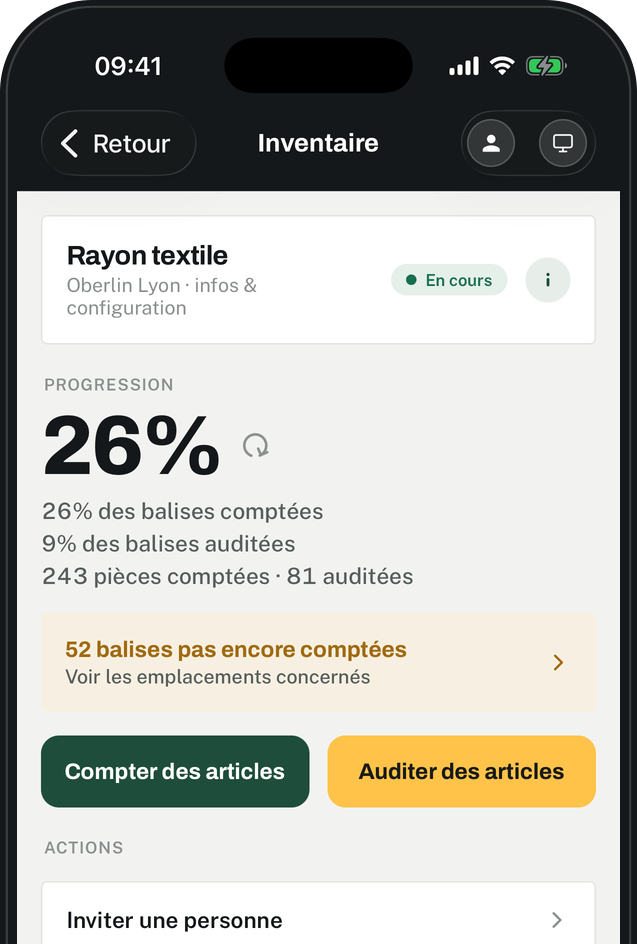 09:41
Retour
Inventaire
Rayon textile
Oberlin Lyon · infos &
configuration
En cours
i
PROGRESSION
26%
26% des balises comptées
9% des balises auditées
243 pièces comptées · 81 auditées
52 balises pas encore comptées
Voir les emplacements concernés
Compter des articles
Auditer des articles
ACTIONS
Inviter une personne